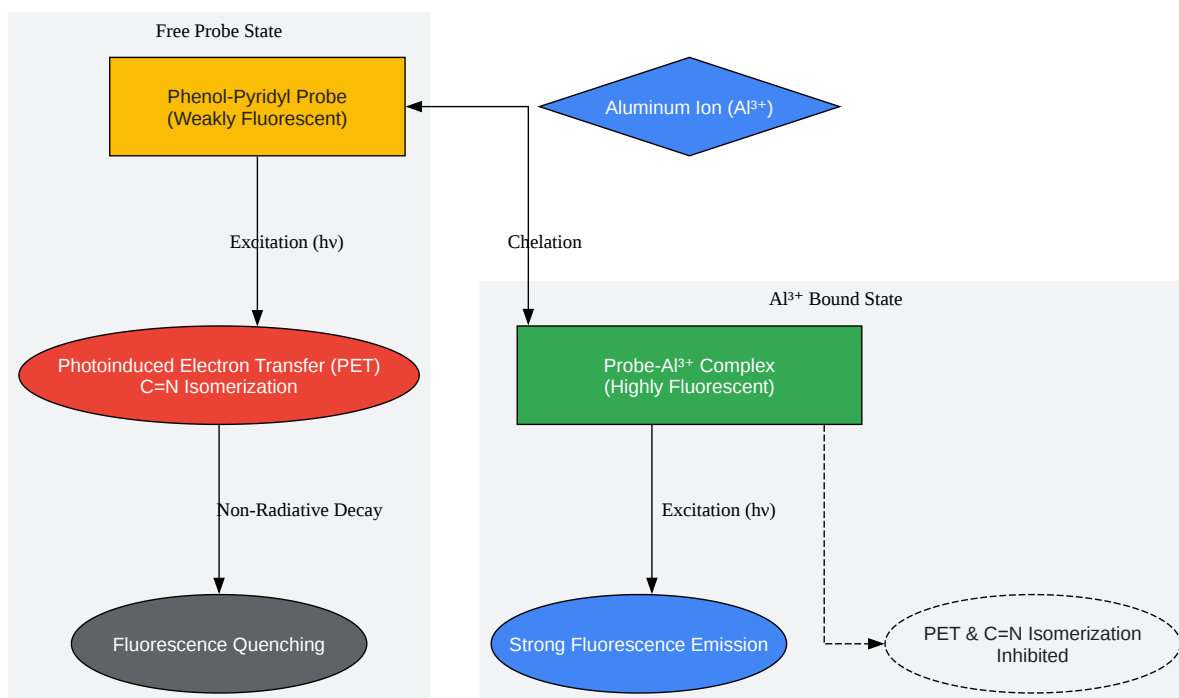 Free Probe State
Phenol-Pyridyl Probe
(Weakly Fluorescent)
Aluminum Ion (Al³⁺)
Excitation (hν)
Chelation
Al³⁺ Bound State
Photoinduced Electron Transfer (PET)
C=N Isomerization
Probe-Al³⁺ Complex
(Highly Fluorescent)
Non-Radiative Decay
Excitation (hν)
Fluorescence Quenching
Strong Fluorescence Emission
PET & C=N Isomerization
Inhibited